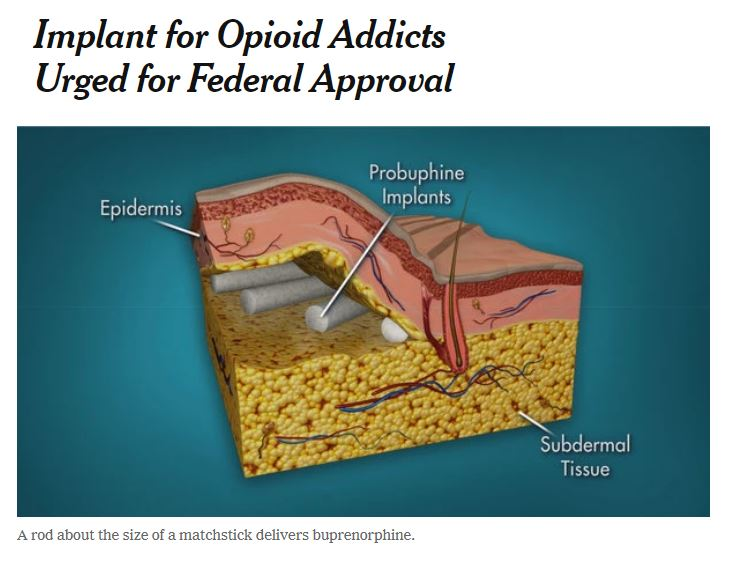 Implant for Opioid Addicts
Urged for Federal Approval
Probuphine
Implants
Epidermis
Subdermal
Tissue
A rod about the size of a matchstick delivers buprenorphine.